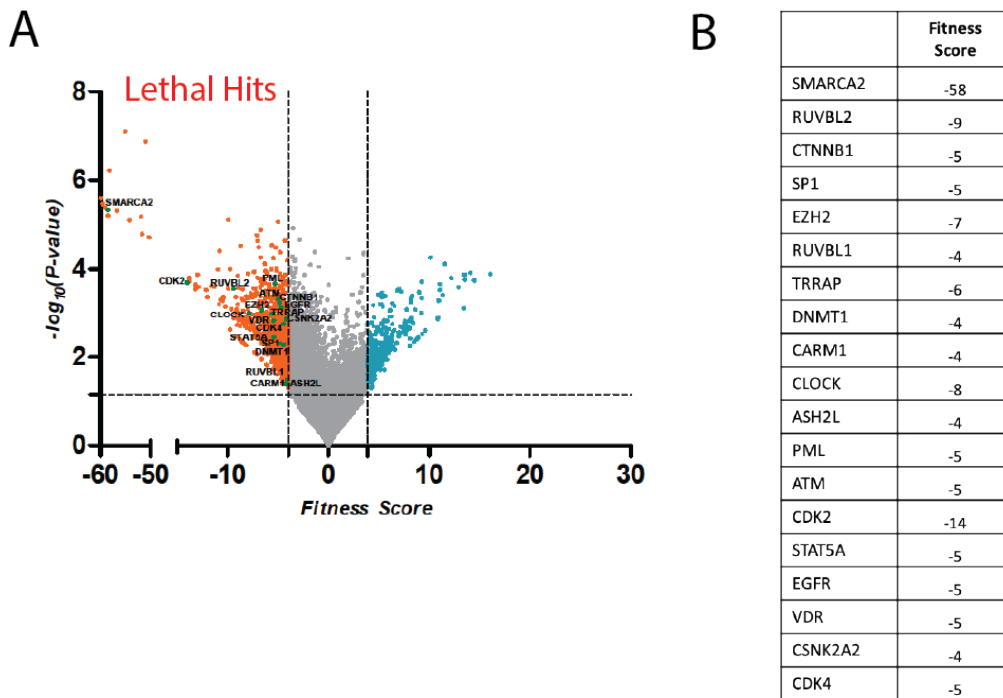 A
Lethal Hits
8
6
4
2
0
-log10(P-value)
SMARCA2
CDK2
RUVBL2
PML
ATM
CTNNB1
EZH2
EGFR
CLOCK
VDR
TRRAP
CSNK2A2
CDK4
STAT5A
SP1
DNMT1
RUVBL1
CARM1
ASH2L
-60 -50 -10 0 10 20 30
Fitness Score
B
Fitness
Score
SMARCA2 -58
RUVBL2 -9
CTNNB1 -5
SP1 -5
EZH2 -7
RUVBL1 -4
TRRAP -6
DNMT1 -4
CARM1 -4
CLOCK -8
ASH2L -4
PML -5
ATM -5
CDK2 -14
STAT5A -5
EGFR -5
VDR -5
CSNK2A2 -4
CDK4 -5